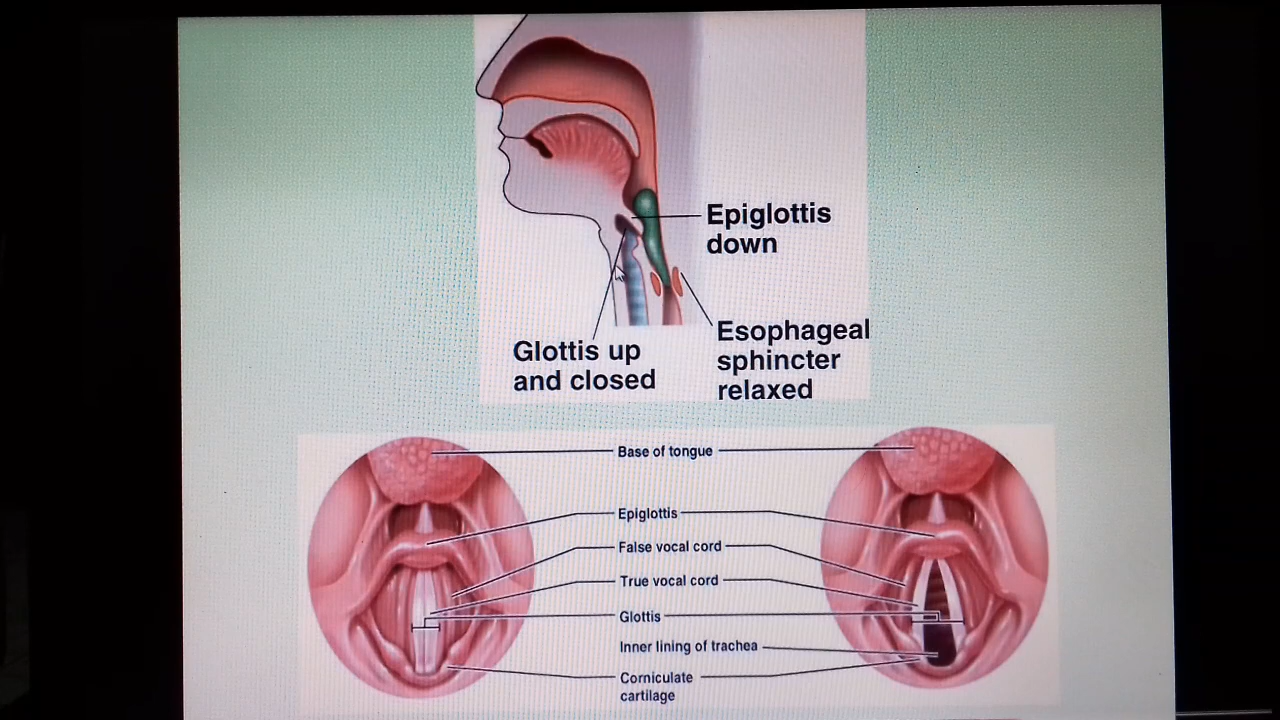 Epiglottis
down
Glottis up
and closed
Esophageal
sphincter
relaxed
Base of tongue
Epiglottis
False vocal cord
True vocal cord
Glottis
Inner lining of trachea
Corniculate
cartilage